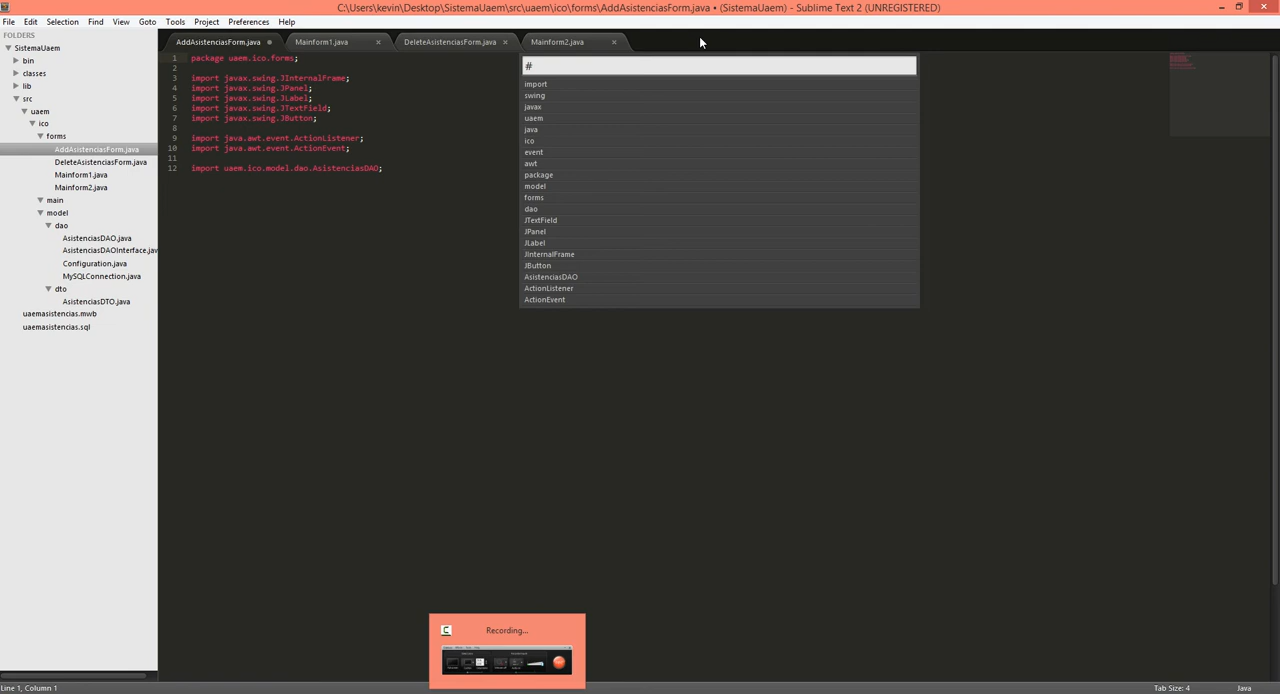 C:\Users\kevin\Desktop\SistemaUaem\src\uaem\ico\forms\AddAsistenciasForm.java • (SistemaUaem) - Sublime Text 2 (UNREGISTERED)
File Edit Selection Find View Goto Tools Project Preferences Help
FOLDERS
SistemaUaem
bin
classes
lib
src
uaem
ico
forms
AddAsistenciasForm.java
DeleteAsistenciasForm.java
Mainform1.java
Mainform2.java
main
model
dao
AsistenciasDAO.java
AsistenciasDAOInterface.jav
Configuration.java
MySQLConnection.java
dto
AsistenciasDTO.java
uaemasistencias.mwb
uaemasistencias.sql
AddAsistenciasForm.java Mainform1.java DeleteAsistenciasForm.java Mainform2.java
1 package uaem.ico.forms;
2
3 import javax.swing.JInternalFrame;
4 import javax.swing.JPanel;
5 import javax.swing.JLabel;
6 import javax.swing.JTextField;
7 import javax.swing.JButton;
8
9 import java.awt.event.ActionListener;
10 import java.awt.event.ActionEvent;
11
12 import uaem.ico.model.dao.AsistenciasDAO;
#
import
swing
javax
uaem
java
ico
event
awt
package
model
forms
dao
JTextField
JPanel
JLabel
JInternalFrame
JButton
AsistenciasDAO
ActionListener
ActionEvent
C Recording...
Line 1, Column 1 Tab Size: 4 Java